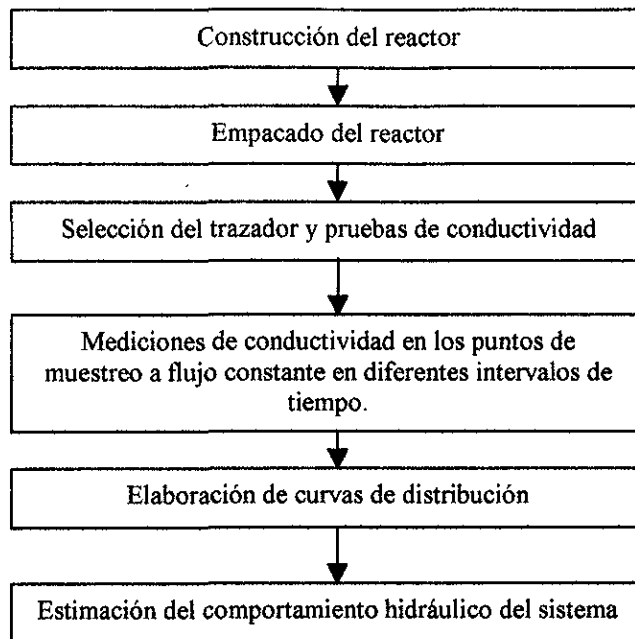 Construcción del reactor
Empacado del reactor
Selección del trazador y pruebas de conductividad
Mediciones de conductividad en los puntos de
muestreo a flujo constante en diferentes intervalos de
tiempo.
Elaboración de curvas de distribución
Estimación del comportamiento hidráulico del sistema